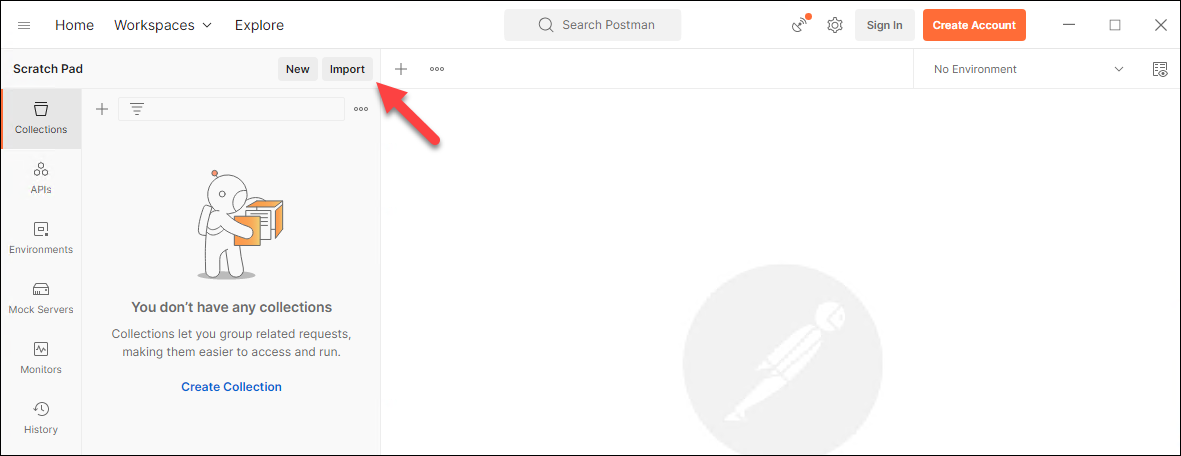 Home Workspaces Explore Search Postman Sign In Create Account
Scratch Pad New Import No Environment
Collections
APIs
Environments
Mock Servers
Monitors
History
You don’t have any collections
Collections let you group related requests,
making them easier to access and run.
Create Collection